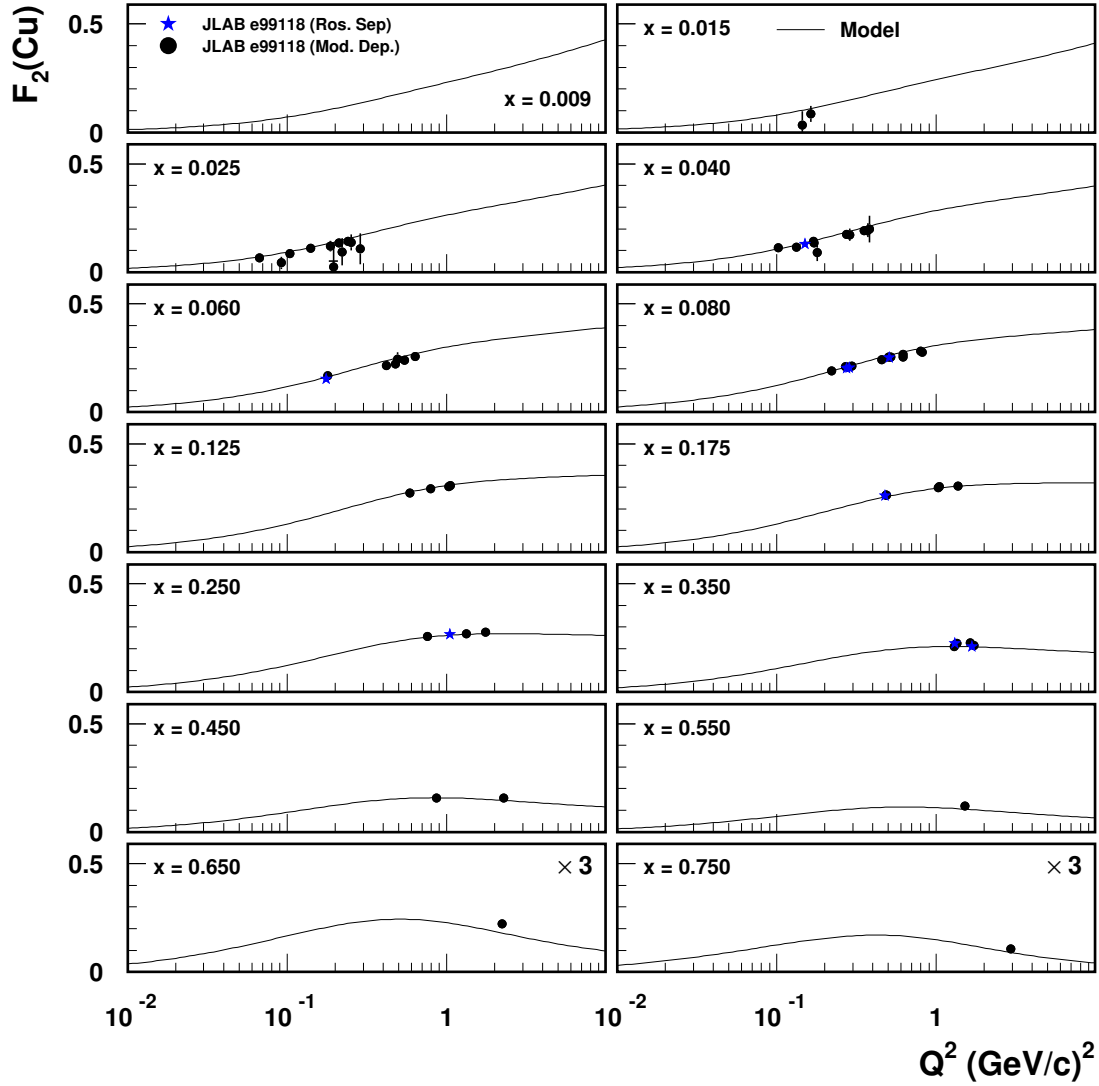 F₂(Cu)
0.5
0
JLAB e99118 (Ros. Sep)
JLAB e99118 (Mod. Dep.)
x = 0.009
x = 0.015
Model
0.5
0
x = 0.025
x = 0.040
0.5
0
x = 0.060
x = 0.080
0.5
0
x = 0.125
x = 0.175
0.5
0
x = 0.250
x = 0.350
0.5
0
x = 0.450
x = 0.550
0.5
0
x = 0.650
× 3
x = 0.750
× 3
10⁻² 10⁻¹ 1 10⁻² 10⁻¹ 1
Q² (GeV/c)²